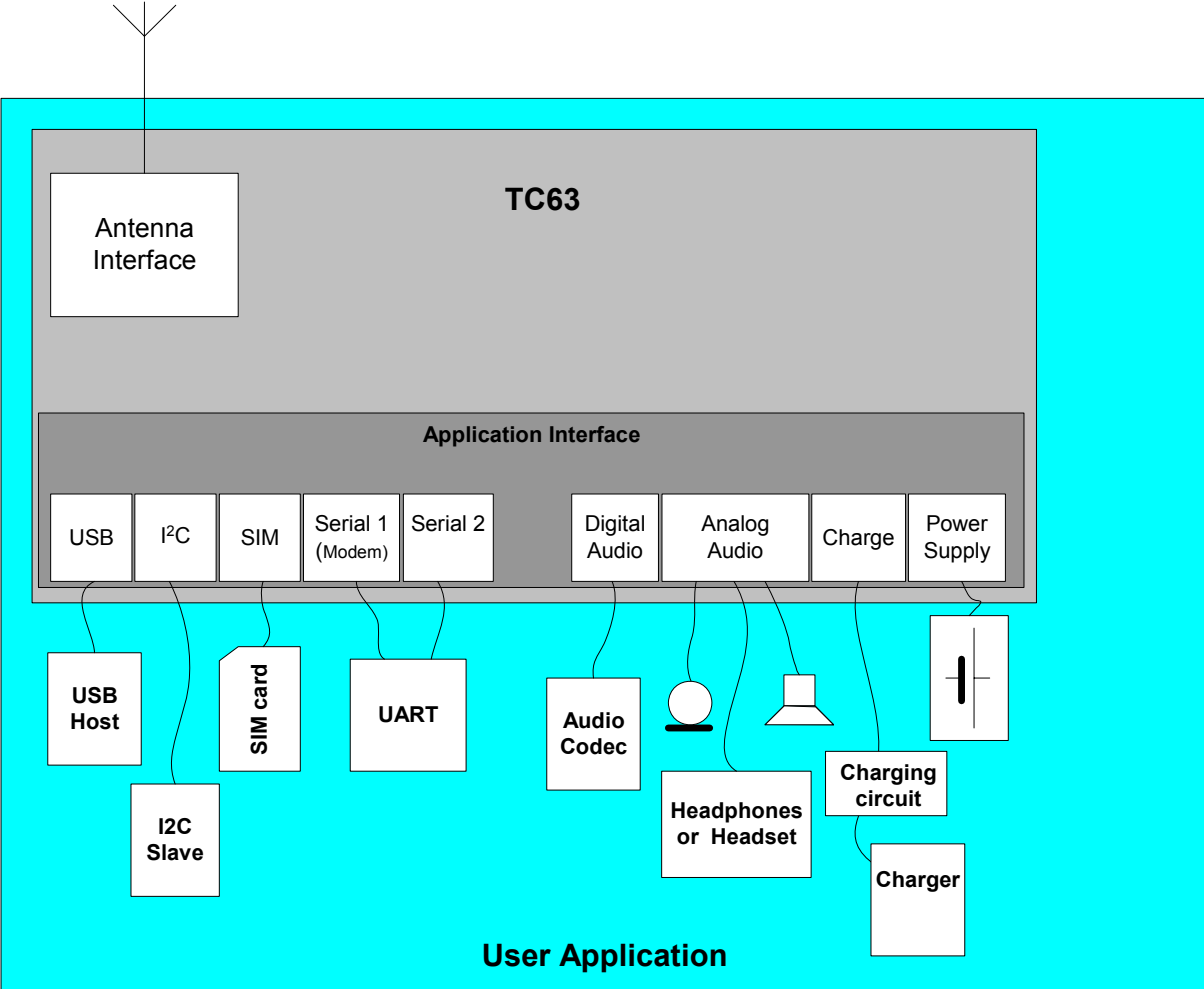 TC63
Antenna
Interface
Application Interface
USB
I²C
SIM
Serial 1
(Modem)
Serial 2
Digital
Audio
Analog
Audio
Charge
Power
Supply
USB
Host
I2C
Slave
SIM card
UART
Audio
Codec
Headphones
or Headset
Charging
circuit
Charger
User Application